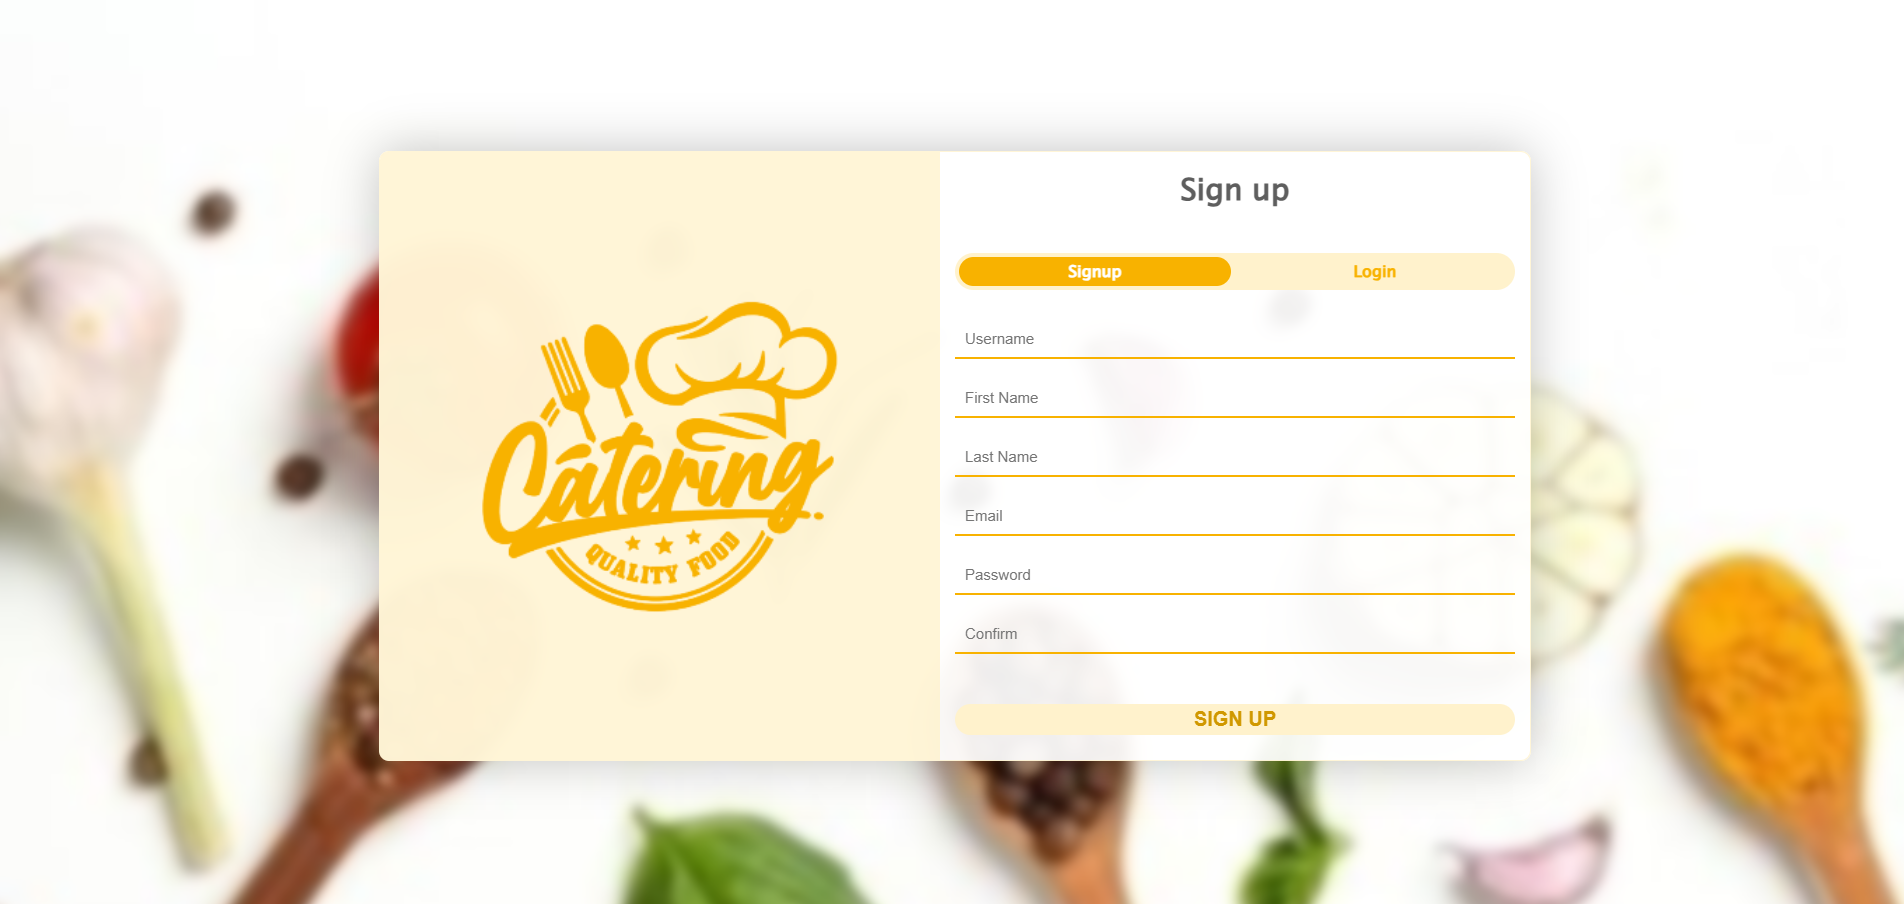 Catering
QUALITY FOOD
Sign up
Signup Login
Username
First Name
Last Name
Email
Password
Confirm
SIGN UP